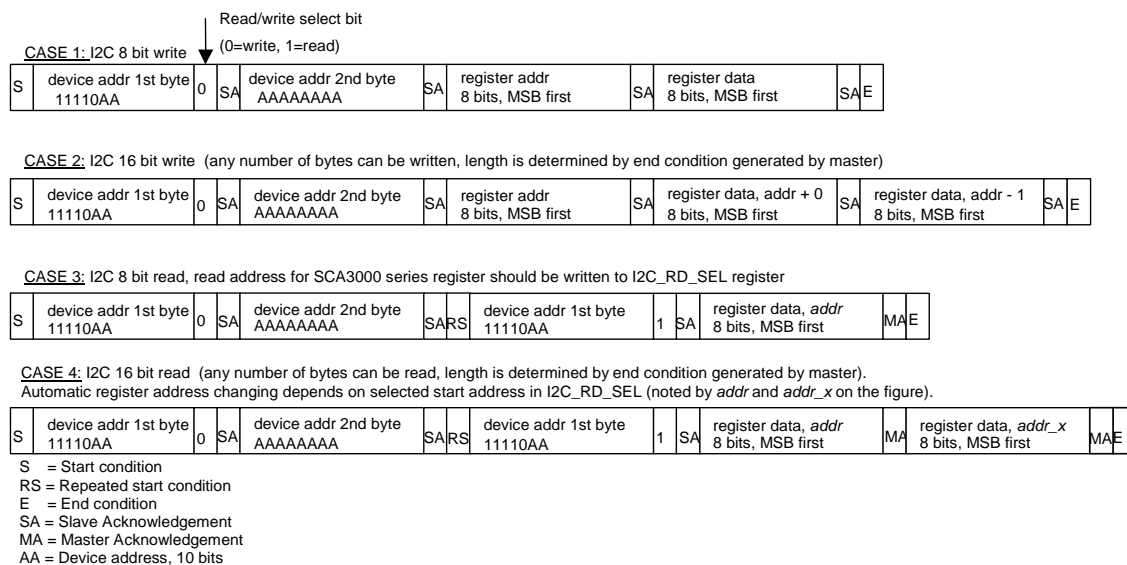 Read/write select bit
(0=write, 1=read)
CASE 1: I2C 8 bit write
S device addr 1st byte 0 SA device addr 2nd byte SA register addr SA register data SA E
11110AA AAAAAAAA 8 bits, MSB first 8 bits, MSB first
CASE 2: I2C 16 bit write (any number of bytes can be written, length is determined by end condition generated by master)
S device addr 1st byte 0 SA device addr 2nd byte SA register addr SA register data, addr + 0 SA register data, addr - 1 SA E
11110AA AAAAAAAA 8 bits, MSB first 8 bits, MSB first 8 bits, MSB first
CASE 3: I2C 8 bit read, read address for SCA3000 series register should be written to I2C_RD_SEL register
S device addr 1st byte 0 SA device addr 2nd byte SA RS device addr 1st byte 1 SA register data, addr MA E
11110AA AAAAAAAA 11110AA 8 bits, MSB first
CASE 4: I2C 16 bit read (any number of bytes can be read, length is determined by end condition generated by master).
Automatic register address changing depends on selected start address in I2C_RD_SEL (noted by addr and addr_x on the figure).
S device addr 1st byte 0 SA device addr 2nd byte SA RS device addr 1st byte 1 SA register data, addr MA register data, addr_x MA E
11110AA AAAAAAAA 11110AA 8 bits, MSB first 8 bits, MSB first
S = Start condition
RS = Repeated start condition
E = End condition
SA = Slave Acknowledgement
MA = Master Acknowledgement
AA = Device address, 10 bits